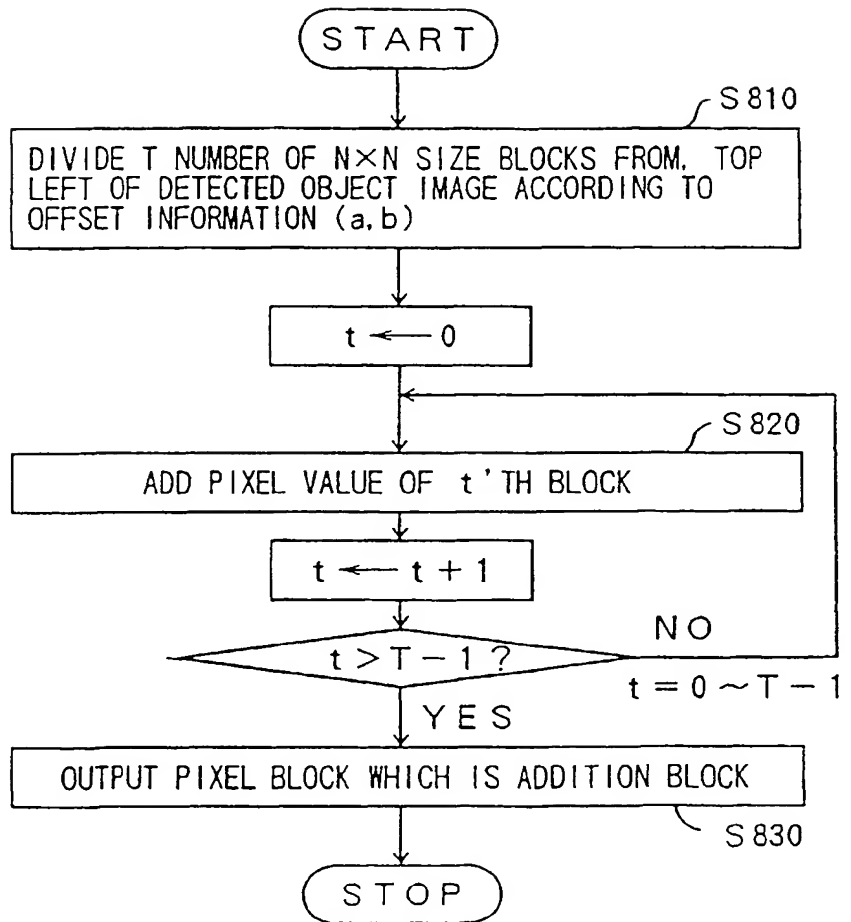 START
S810
DIVIDE T NUMBER OF N×N SIZE BLOCKS FROM. TOP
LEFT OF DETECTED OBJECT IMAGE ACCORDING TO
OFFSET INFORMATION (a,b)
t ← 0
S820
ADD PIXEL VALUE OF t'TH BLOCK
t ← t + 1
t > T − 1 ?
NO
t = 0 ~ T − 1
YES
OUTPUT PIXEL BLOCK WHICH IS ADDITION BLOCK
S830
STOP